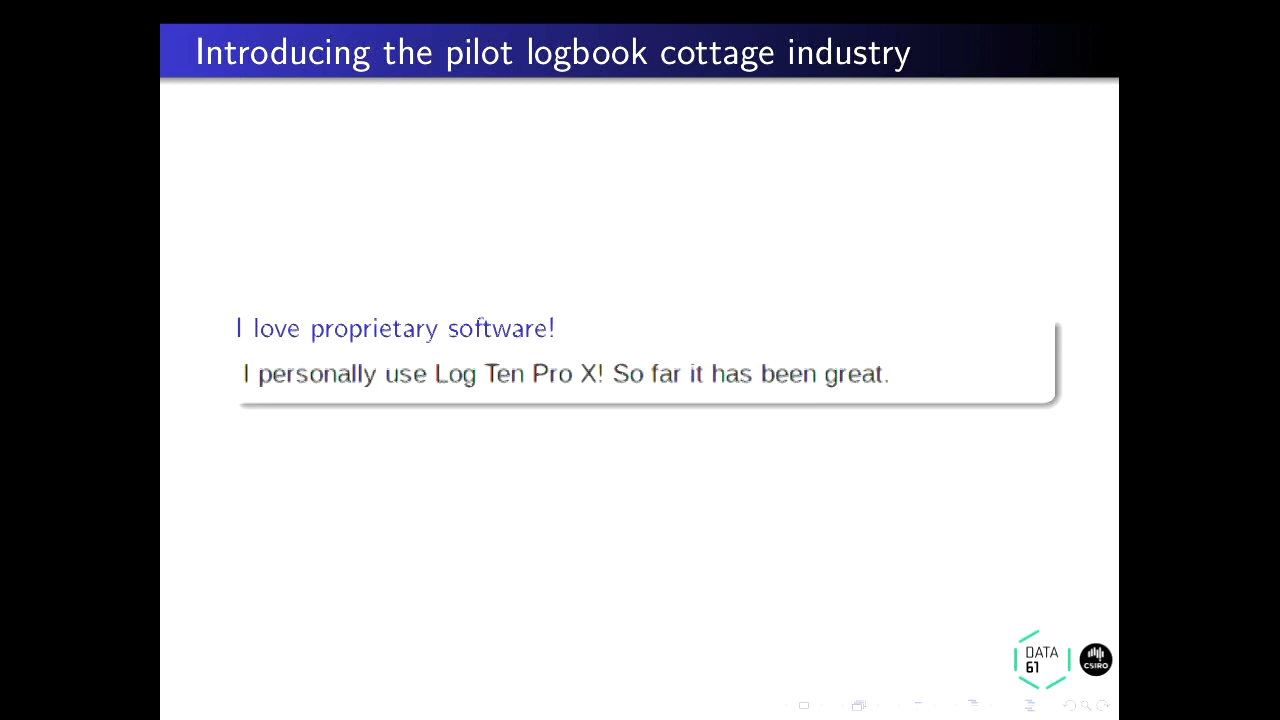 Introducing the pilot logbook cottage industry
I love proprietary software!
I personally use Log Ten Pro X! So far it has been great.
DATA
61
CSIRO